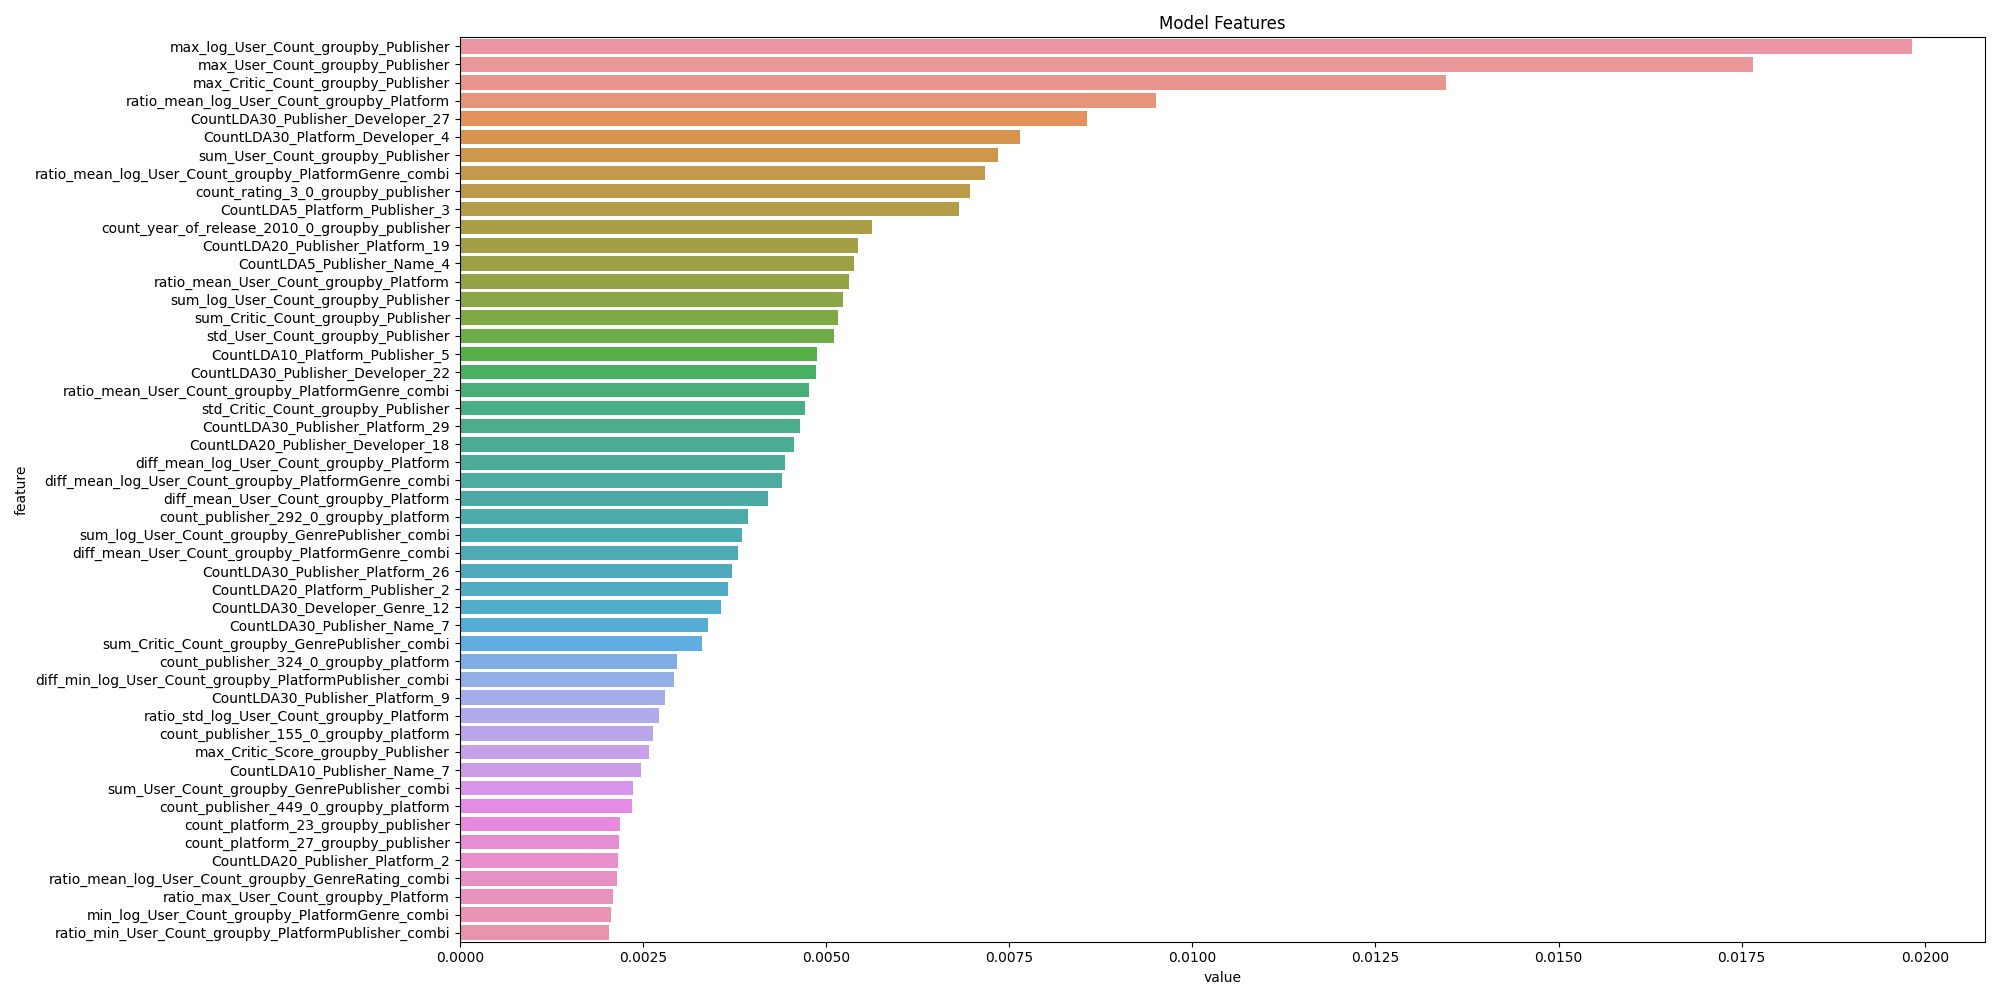 Model Features
max_log_User_Count_groupby_Publisher
max_User_Count_groupby_Publisher
max_Critic_Count_groupby_Publisher
ratio_mean_log_User_Count_groupby_Platform
CountLDA30_Publisher_Developer_27
CountLDA30_Platform_Developer_4
sum_User_Count_groupby_Publisher
ratio_mean_log_User_Count_groupby_PlatformGenre_combi
count_rating_3_0_groupby_publisher
CountLDA5_Platform_Publisher_3
count_year_of_release_2010_0_groupby_publisher
CountLDA20_Publisher_Platform_19
CountLDA5_Publisher_Name_4
ratio_mean_User_Count_groupby_Platform
sum_log_User_Count_groupby_Publisher
sum_Critic_Count_groupby_Publisher
std_User_Count_groupby_Publisher
CountLDA10_Platform_Publisher_5
CountLDA30_Publisher_Developer_22
ratio_mean_User_Count_groupby_PlatformGenre_combi
std_Critic_Count_groupby_Publisher
CountLDA30_Publisher_Platform_29
CountLDA20_Publisher_Developer_18
diff_mean_log_User_Count_groupby_Platform
diff_mean_log_User_Count_groupby_PlatformGenre_combi
diff_mean_User_Count_groupby_Platform
count_publisher_292_0_groupby_platform
sum_log_User_Count_groupby_GenrePublisher_combi
diff_mean_User_Count_groupby_PlatformGenre_combi
CountLDA30_Publisher_Platform_26
CountLDA20_Platform_Publisher_2
CountLDA30_Developer_Genre_12
CountLDA30_Publisher_Name_7
sum_Critic_Count_groupby_GenrePublisher_combi
count_publisher_324_0_groupby_platform
diff_min_log_User_Count_groupby_PlatformPublisher_combi
CountLDA30_Publisher_Platform_9
ratio_std_log_User_Count_groupby_Platform
count_publisher_155_0_groupby_platform
max_Critic_Score_groupby_Publisher
CountLDA10_Publisher_Name_7
sum_User_Count_groupby_GenrePublisher_combi
count_publisher_449_0_groupby_platform
count_platform_23_groupby_publisher
count_platform_27_groupby_publisher
CountLDA20_Publisher_Platform_2
ratio_mean_log_User_Count_groupby_GenreRating_combi
ratio_max_User_Count_groupby_Platform
min_log_User_Count_groupby_PlatformGenre_combi
ratio_min_User_Count_groupby_PlatformPublisher_combi
feature
0.0000 0.0025 0.0050 0.0075 0.0100 0.0125 0.0150 0.0175 0.0200
value